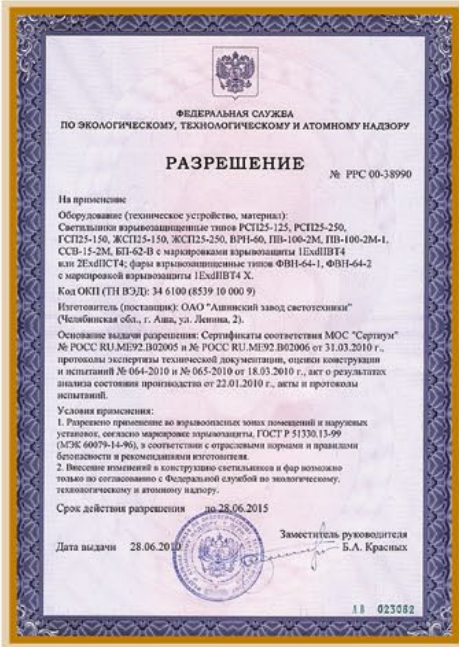 ФЕДЕРАЛЬНАЯ СЛУЖБА
ПО ЭКОЛОГИЧЕСКОМУ, ТЕХНОЛОГИЧЕСКОМУ И АТОМНОМУ НАДЗОРУ
РАЗРЕШЕНИЕ
№ РРС 00-38990
На применение
Оборудование (техническое устройство, материал):
Светильники взрывозащищенные типов РСП25-125, РСП25-250,
ГСП25-150, ЖСП25-150, ЖСП25-250, ВРН-60, ПВ-100-2М, ПВ-100-2М-1,
ССВ-15-2М, БП-62-В с маркировками взрывозащиты 1ExdIIBT4
или 2ExdIICT4; фары взрывозащищенные типов ФВН-64-1, ФВН-64-2
с маркировкой взрывозащиты 1ExdIIBT4 X.
Код ОКП (ТН ВЭД): 34 6100 (8539 10 000 9)
Изготовитель (поставщик): ОАО "Ашинский завод светотехники"
(Челябинская обл., г. Аша, ул. Ленина, 2).
Основание выдачи разрешения: Сертификаты соответствия МОС "Сертиум"
№ РОСС RU.МЕ92.В02005 и № РОСС RU.МЕ92.В02006 от 31.03.2010 г.,
протоколы экспертизы технической документации, оценки конструкции
и испытаний № 064-2010 и № 065-2010 от 18.03.2010 г., акт о результатах
анализа состояния производства от 22.01.2010 г., акты и протоколы
испытаний.
Условия применения:
1. Разрешено применение во взрывоопасных зонах помещений и наружных
установок, согласно маркировке взрывозащиты, ГОСТ Р 51330.13-99
(МЭК 60079-14-96), в соответствии с отраслевыми нормами и правилами
безопасности и рекомендациями изготовителя.
2. Внесение изменений в конструкцию светильников и фар возможно
только по согласованию с Федеральной службой по экологическому,
технологическому и атомному надзору.
Срок действия разрешения до 28.06.2015
Заместитель руководителя
Дата выдачи 28.06.2010 Б.А. Красных
АВ 023082